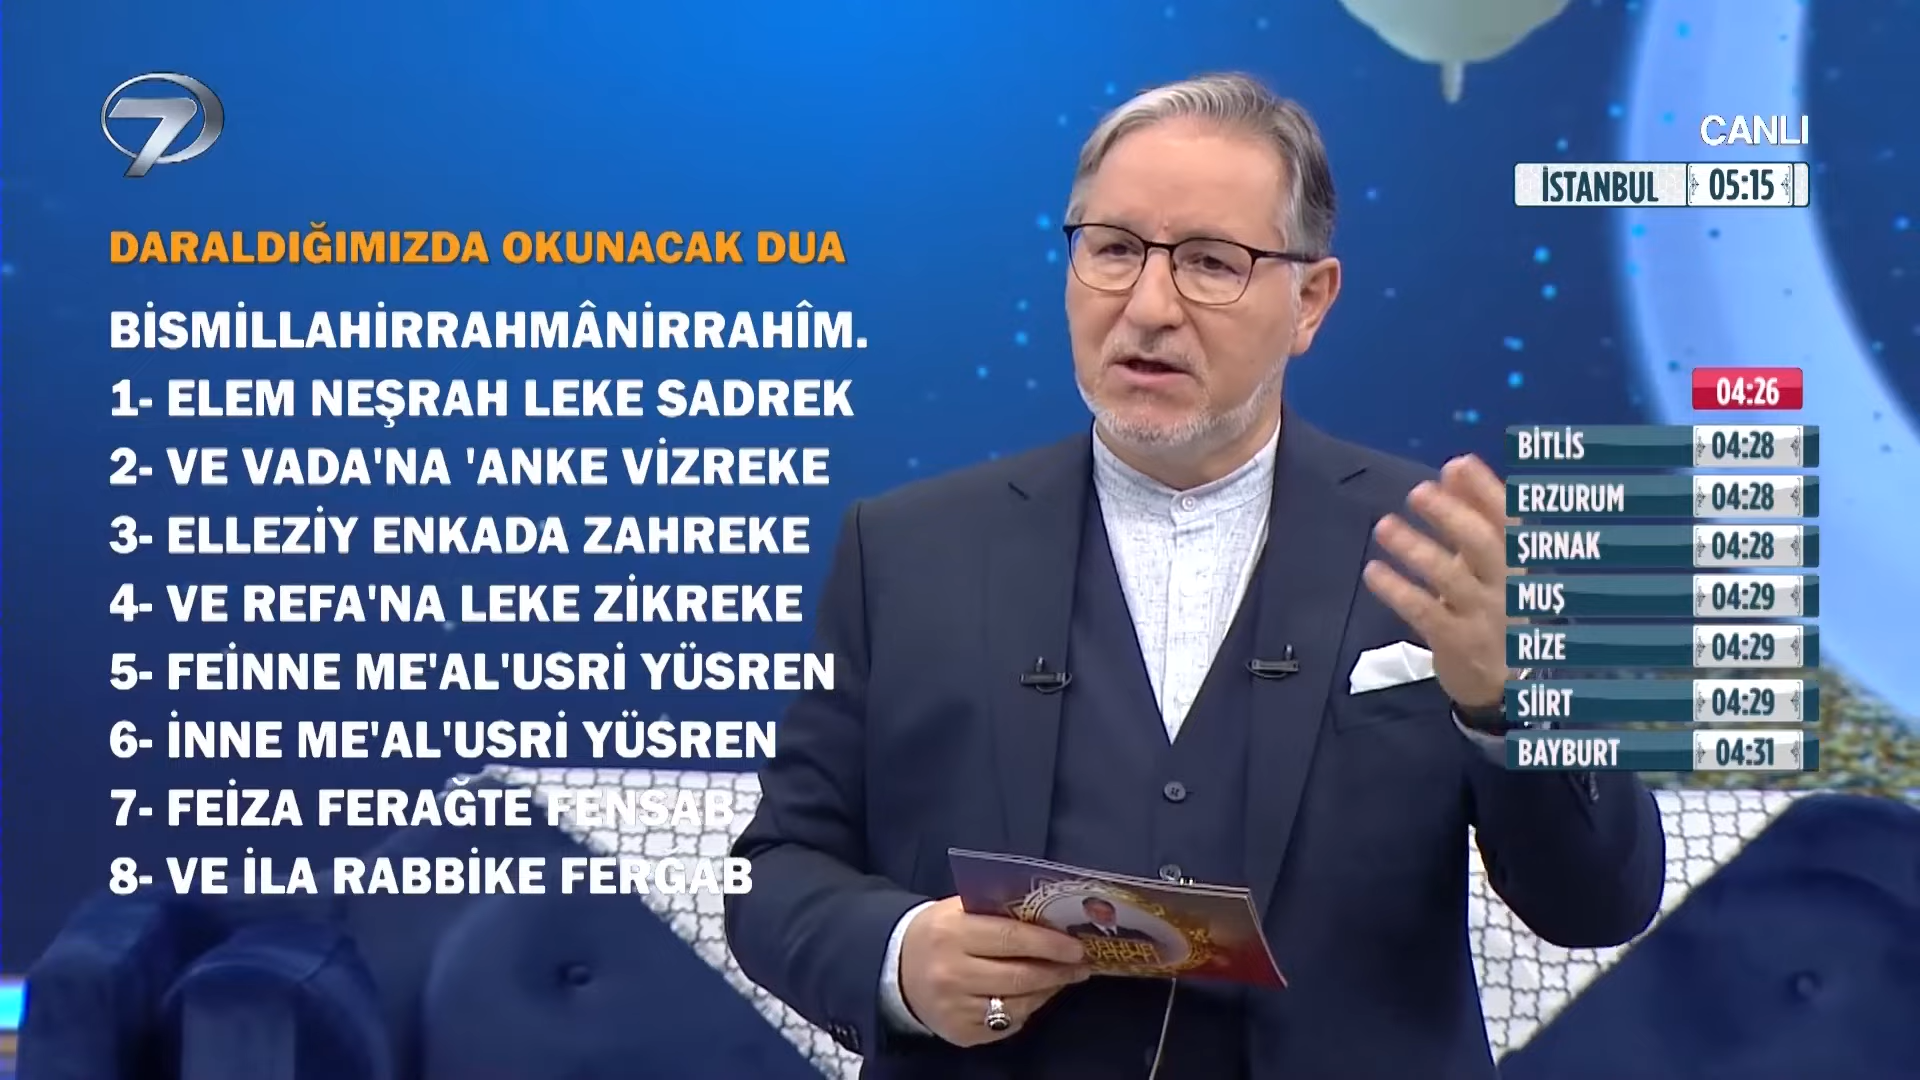 7
CANLI
İSTANBUL 05:15
DARALDIĞIMIZDA OKUNACAK DUA
BİSMİLLAHİRRAHMÂNİRRAHÎM.
1- ELEM NEŞRAH LEKE SADREK
2- VE VADA'NA 'ANKE VİZREKE
3- ELLEZİY ENKADA ZAHREKE
4- VE REFA'NA LEKE ZİKREKE
5- FEİNNE ME'AL'USRİ YÜSREN
6- İNNE ME'AL'USRİ YÜSREN
7- FEİZA FERAĞTE FENSAB
8- VE İLA RABBİKE FERGAB
04:26
BİTLİS 04:28
ERZURUM 04:28
ŞIRNAK 04:28
MUŞ 04:29
RİZE 04:29
SİİRT 04:29
BAYBURT 04:31
SAHUR